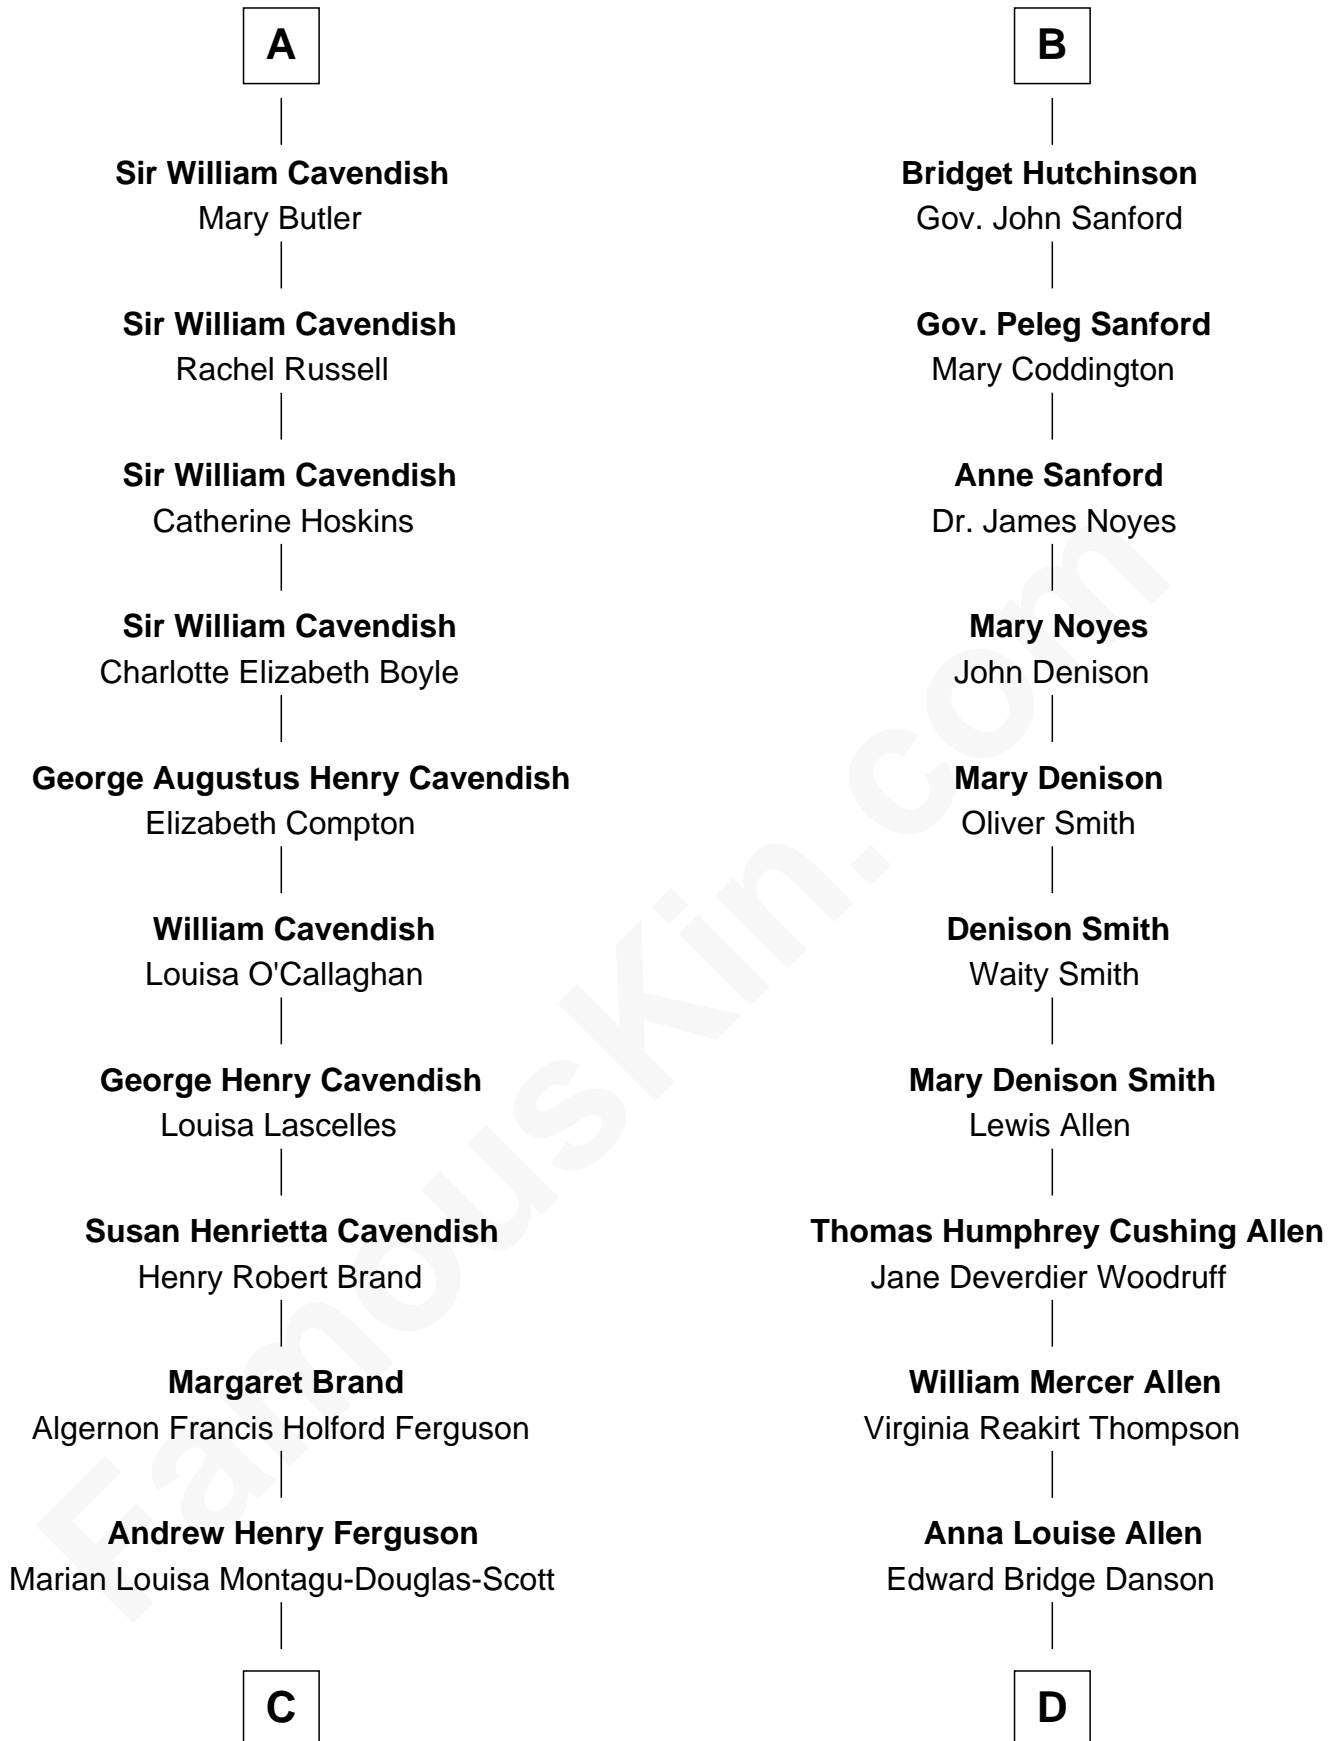 A
Sir William Cavendish
Mary Butler
Sir William Cavendish
Rachel Russell
Sir William Cavendish
Catherine Hoskins
Sir William Cavendish
Charlotte Elizabeth Boyle
George Augustus Henry Cavendish
Elizabeth Compton
William Cavendish
Louisa O'Callaghan
George Henry Cavendish
Louisa Lascelles
Susan Henrietta Cavendish
Henry Robert Brand
Margaret Brand
Algernon Francis Holford Ferguson
Andrew Henry Ferguson
Marian Louisa Montagu-Douglas-Scott
C
B
Bridget Hutchinson
Gov. John Sanford
Gov. Peleg Sanford
Mary Coddington
Anne Sanford
Dr. James Noyes
Mary Noyes
John Denison
Mary Denison
Oliver Smith
Denison Smith
Waity Smith
Mary Denison Smith
Lewis Allen
Thomas Humphrey Cushing Allen
Jane Deverdier Woodruff
William Mercer Allen
Virginia Reakirt Thompson
Anna Louise Allen
Edward Bridge Danson
D
FamousKin.com